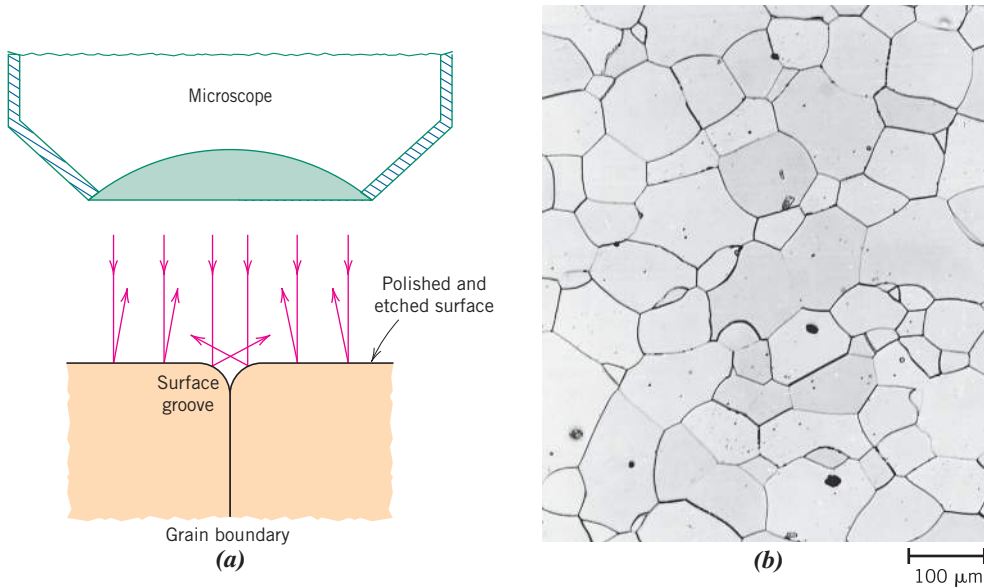 Microscope
Polished and
etched surface
Surface
groove
Grain boundary
(a)
(b)
100 μm